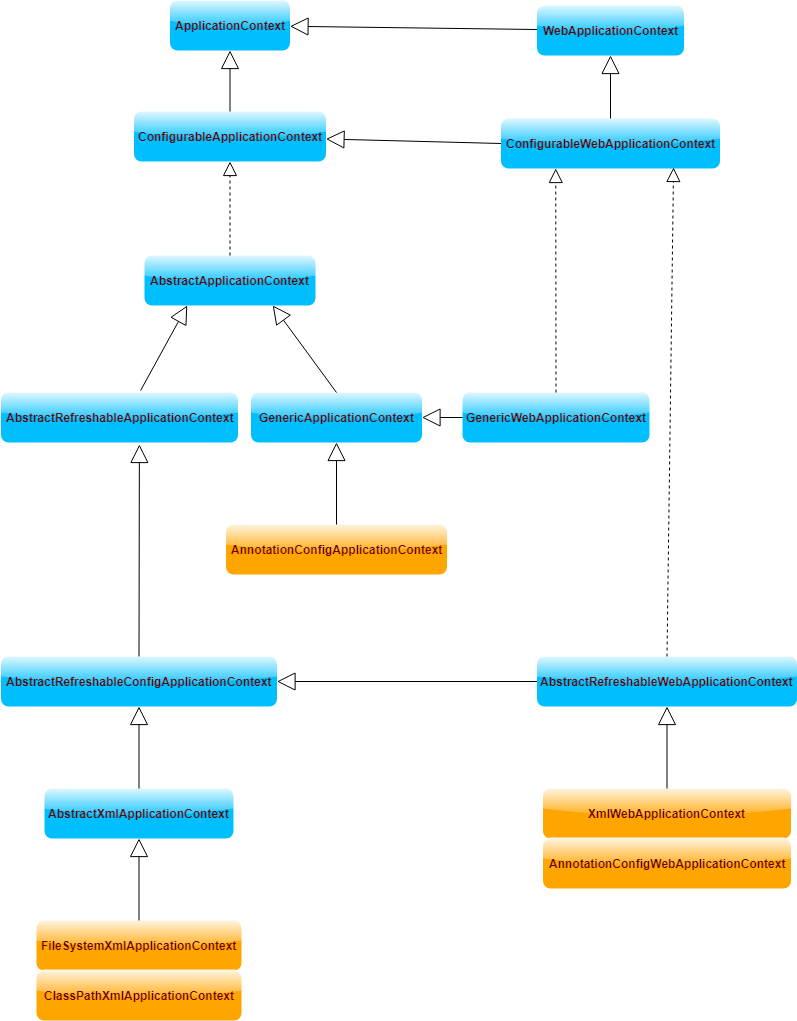 ApplicationContext
WebApplicationContext
ConfigurableApplicationContext
ConfigurableWebApplicationContext
AbstractApplicationContext
AbstractRefreshableApplicationContext
GenericApplicationContext
GenericWebApplicationContext
AnnotationConfigApplicationContext
AbstractRefreshableConfigApplicationContext
AbstractRefreshableWebApplicationContext
AbstractXmlApplicationContext
XmlWebApplicationContext
AnnotationConfigWebApplicationContext
FileSystemXmlApplicationContext
ClassPathXmlApplicationContext